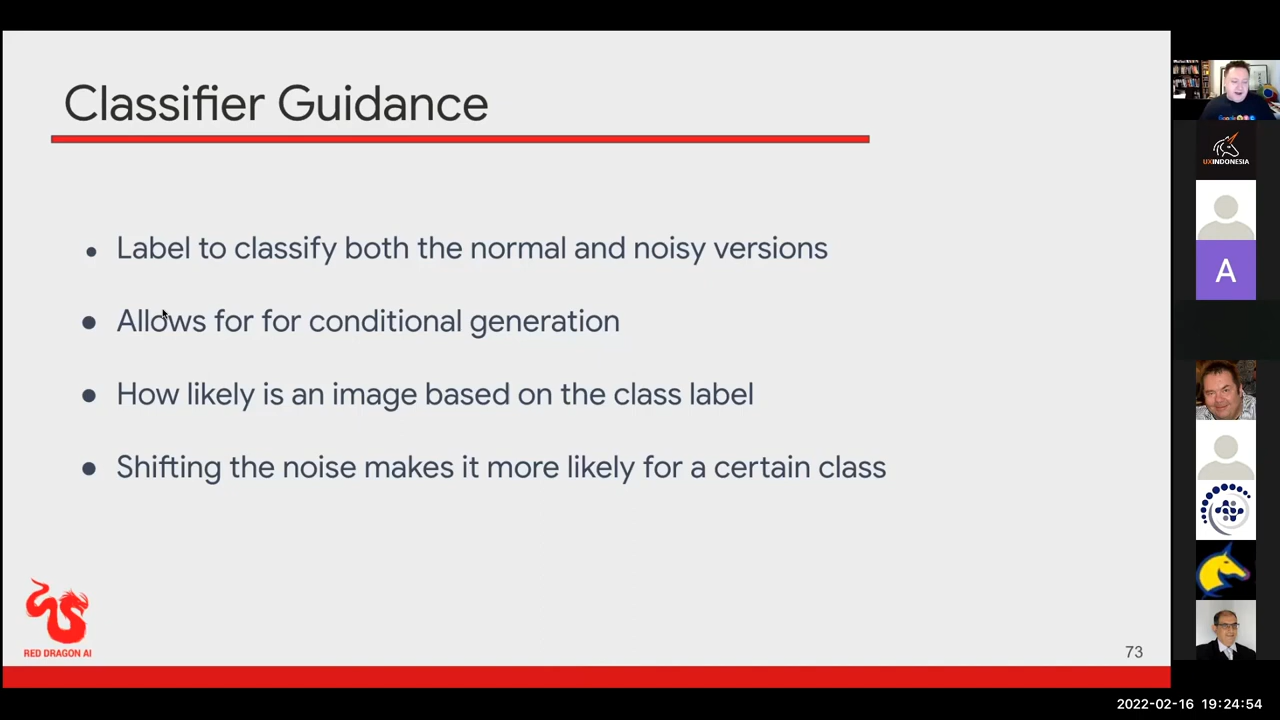 Classifier Guidance
Label to classify both the normal and noisy versions
Allows for for conditional generation
How likely is an image based on the class label
Shifting the noise makes it more likely for a certain class
RED DRAGON AI
73
UXINDONESIA
A
2022-02-16 19:24:54